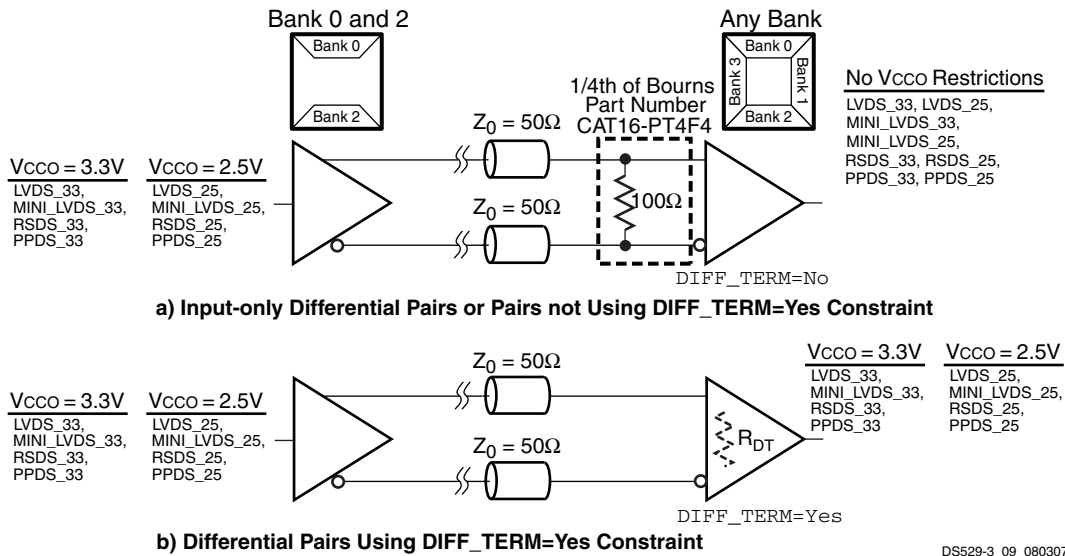 Bank 0 and 2
Bank 0
Bank 2
Any Bank
Bank 0
Bank 3
Bank 1
Bank 2
1/4th of Bourns
Part Number
CAT16-PT4F4
No VCCO Restrictions
LVDS_33, LVDS_25,
MINI_LVDS_33,
MINI_LVDS_25,
RSDS_33, RSDS_25,
PPDS_33, PPDS_25
VCCO = 3.3V
LVDS_33,
MINI_LVDS_33,
RSDS_33,
PPDS_33
VCCO = 2.5V
LVDS_25,
MINI_LVDS_25,
RSDS_25,
PPDS_25
Z0 = 50Ω
Z0 = 50Ω
100Ω
DIFF_TERM=No
a) Input-only Differential Pairs or Pairs not Using DIFF_TERM=Yes Constraint
VCCO = 3.3V
LVDS_33,
MINI_LVDS_33,
RSDS_33,
PPDS_33
VCCO = 2.5V
LVDS_25,
MINI_LVDS_25,
RSDS_25,
PPDS_25
Z0 = 50Ω
Z0 = 50Ω
RDT
DIFF_TERM=Yes
VCCO = 3.3V
LVDS_33,
MINI_LVDS_33,
RSDS_33,
PPDS_33
VCCO = 2.5V
LVDS_25,
MINI_LVDS_25,
RSDS_25,
PPDS_25
b) Differential Pairs Using DIFF_TERM=Yes Constraint
DS529-3_09_080307